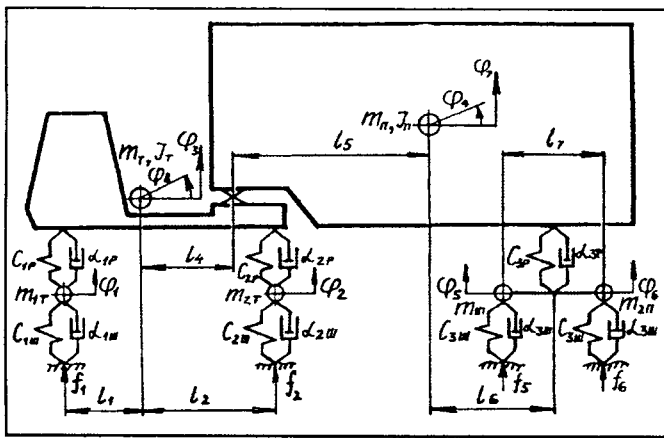 φ₇
φ₄
m_П, J_П
l₇
l₅
m_Т, J_Т
φ₃
φ₄
l₄
C₁Р
α₁Р
C₂Р
α₂Р
C₃Р
α₃Р
m₁Т
φ₁
m₂Т
φ₂
φ₅
φ₆
m₁П
m₂П
C₁Ш
α₁Ш
C₂Ш
α₂Ш
C₃Ш
α₃Ш
C₃Ш
α₃Ш
f₁
f₂
f₅
f₆
l₁
l₂
l₆